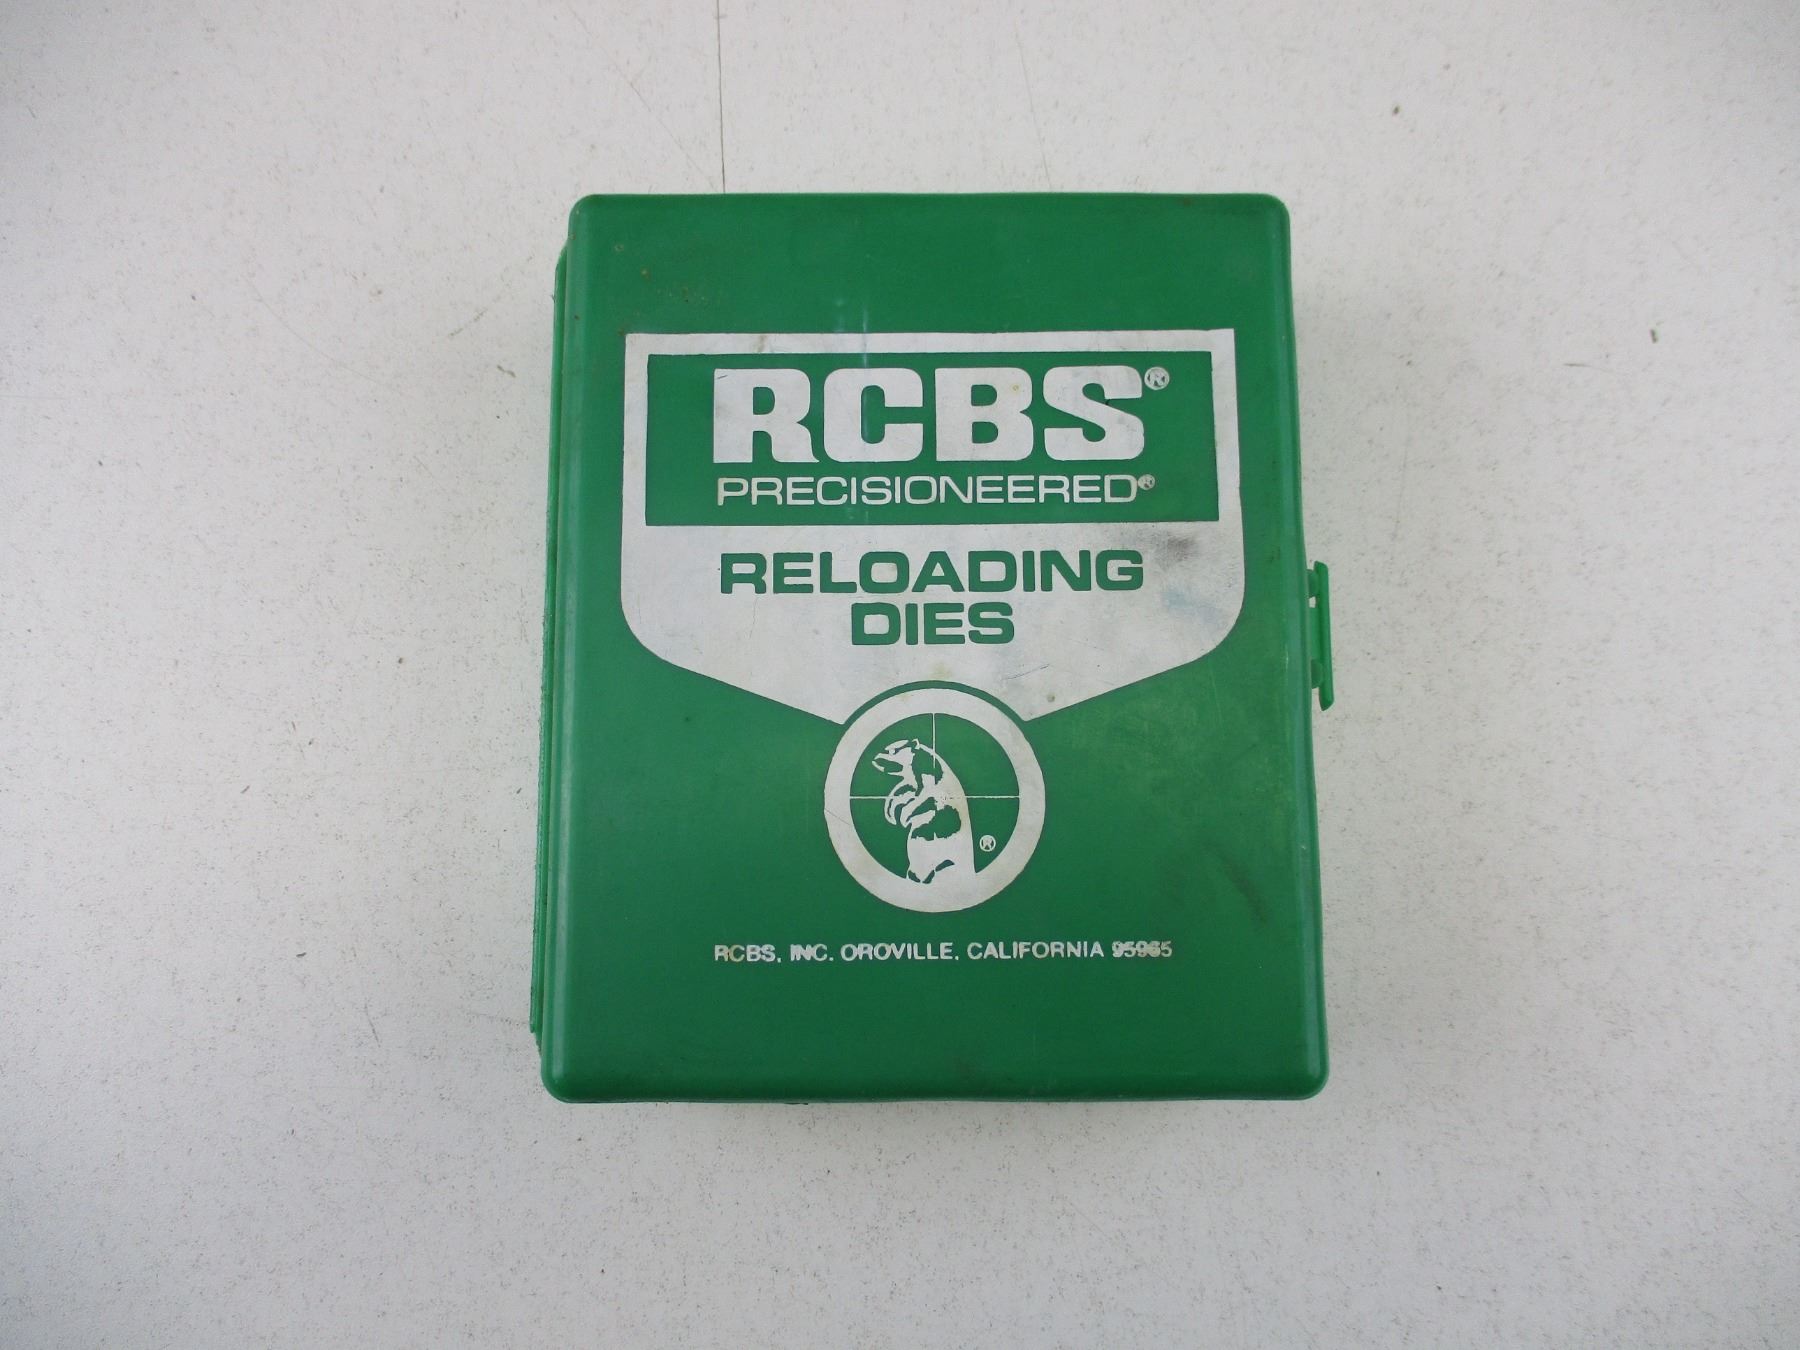 RCBS®
PRECISIONEERED®
RELOADING
DIES
®
RCBS, INC. OROVILLE, CALIFORNIA 95965